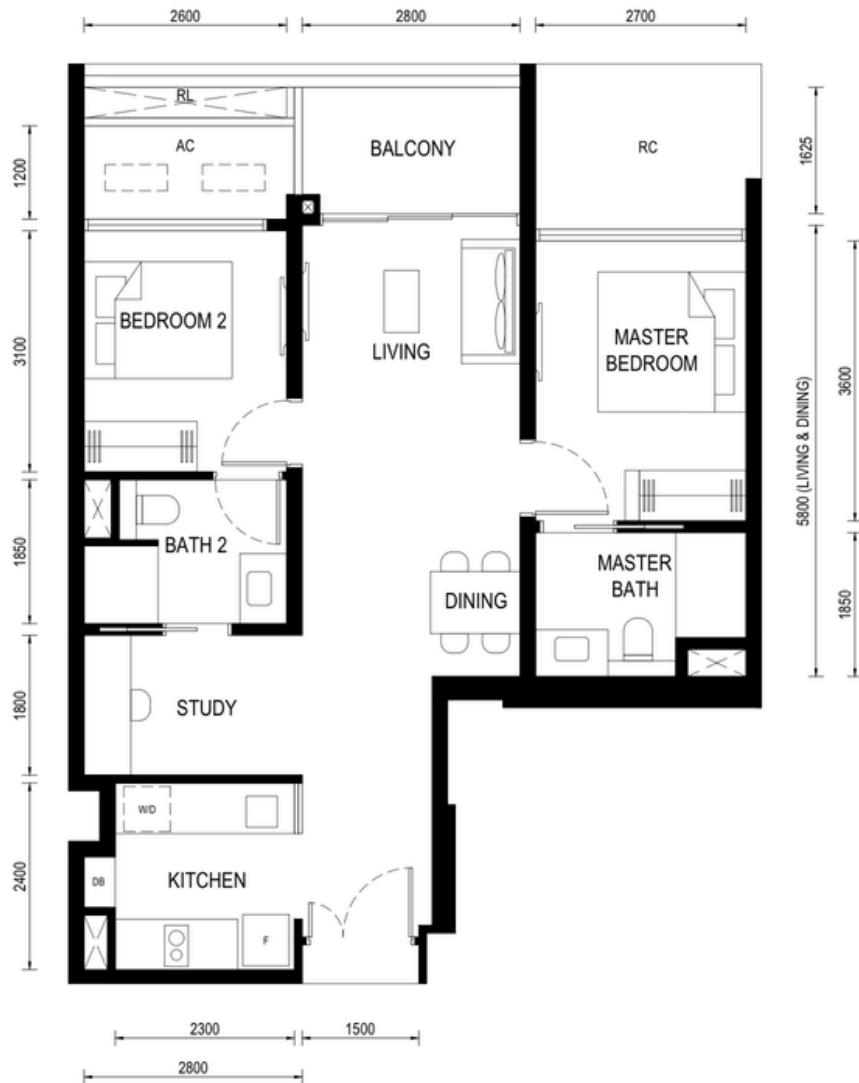 2600
2800
2700
RL
AC
BALCONY
RC
1200
1625
BEDROOM 2
LIVING
MASTER
BEDROOM
3100
3600
5800 (LIVING & DINING)
BATH 2
1850
DINING
MASTER
BATH
1850
STUDY
1800
W/D
KITCHEN
DB
F
2400
2300
1500
2800